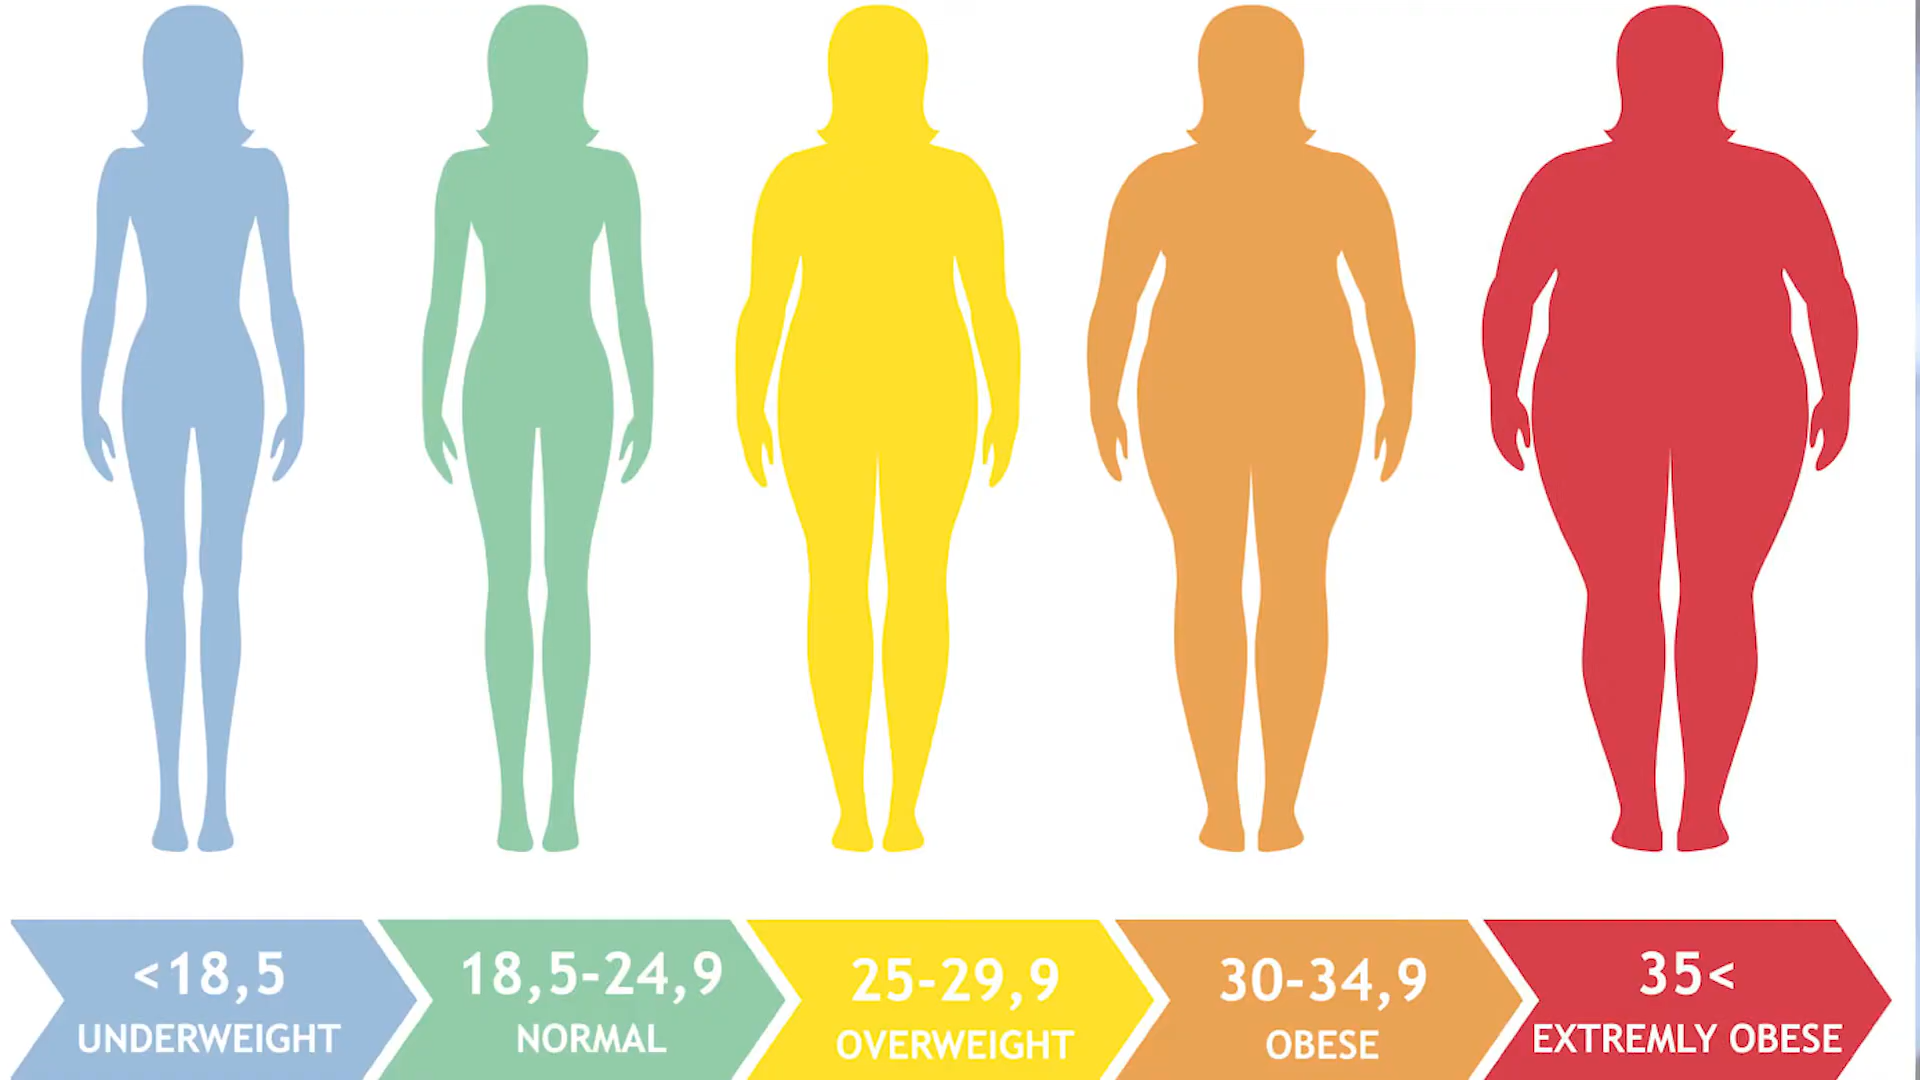 <18,5
UNDERWEIGHT
18,5-24,9
NORMAL
25-29,9
OVERWEIGHT
30-34,9
OBESE
35<
EXTREMLY OBESE